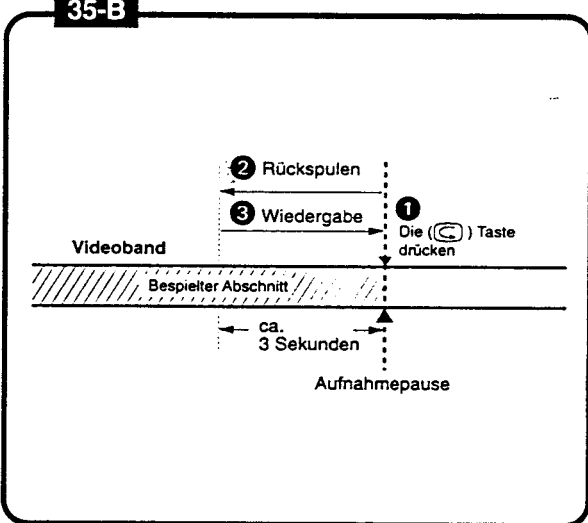 35-B
❷ Rückspulen
❸ Wiedergabe
❶
Die ( ) Taste
drücken
Videoband
Bespielter Abschnitt
ca.
3 Sekunden
Aufnahmepause